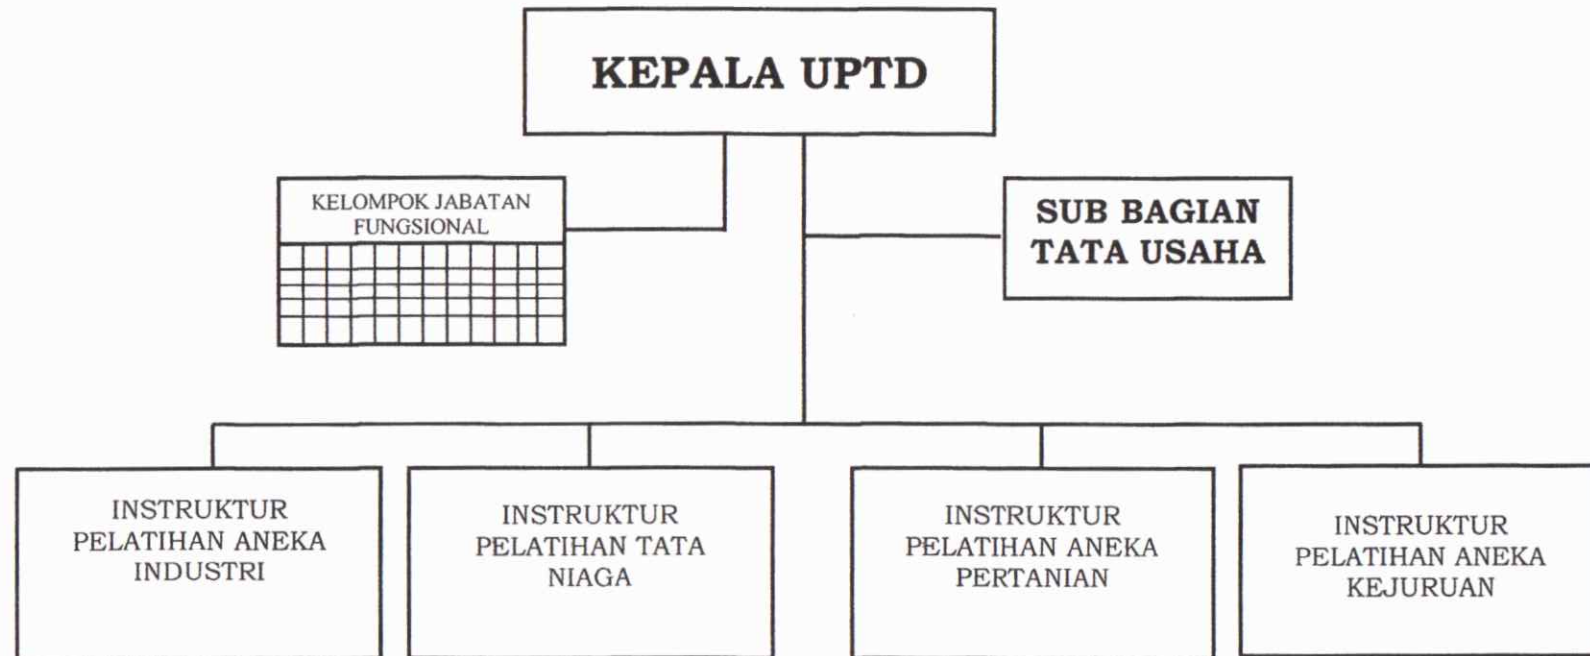 KEPALA UPTD
KELOMPOK JABATAN
FUNGSIONAL
SUB BAGIAN
TATA USAHA
INSTRUKTUR
PELATIHAN ANEKA
INDUSTRI
INSTRUKTUR
PELATIHAN TATA
NIAGA
INSTRUKTUR
PELATIHAN ANEKA
PERTANIAN
INSTRUKTUR
PELATIHAN ANEKA
KEJURUAN